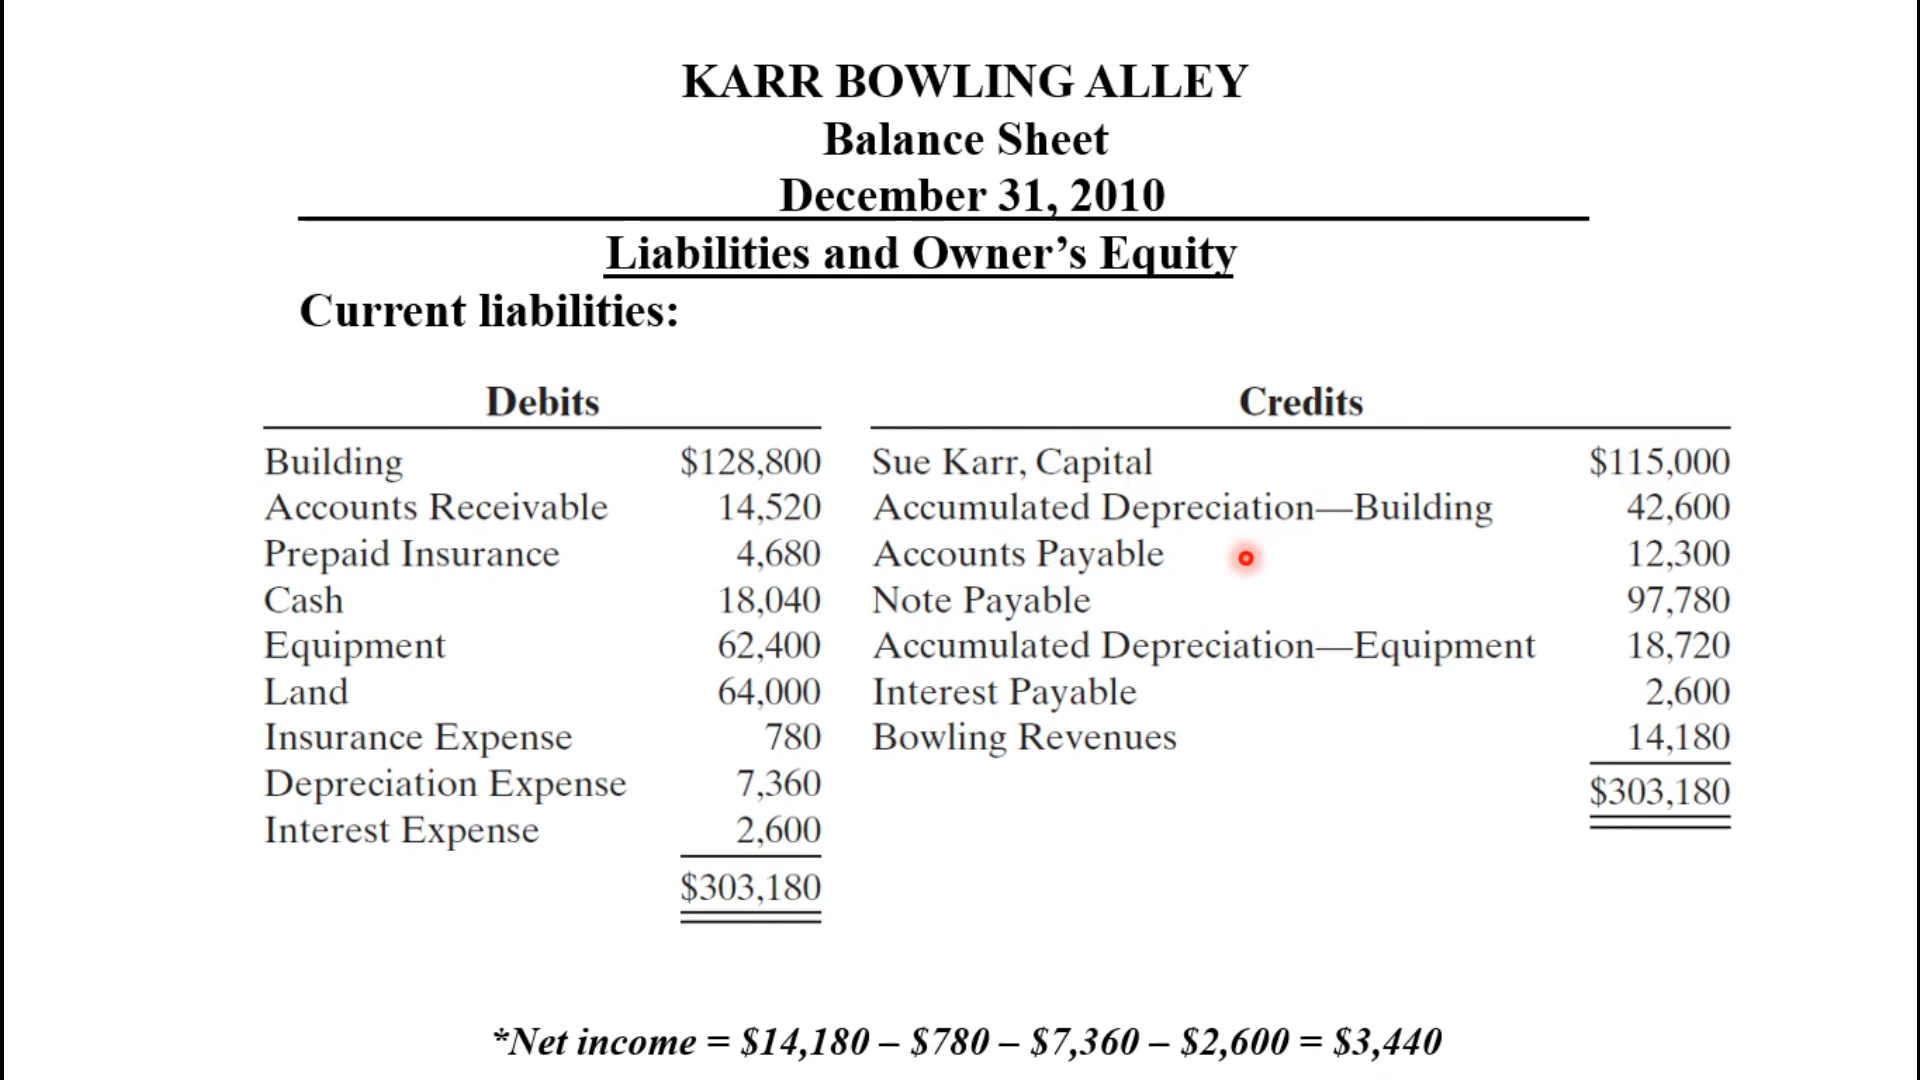 KARR BOWLING ALLEY
Balance Sheet
December 31, 2010
Liabilities and Owner’s Equity
Current liabilities:
Debits Credits
Building $128,800 Sue Karr, Capital $115,000
Accounts Receivable 14,520 Accumulated Depreciation—Building 42,600
Prepaid Insurance 4,680 Accounts Payable 12,300
Cash 18,040 Note Payable 97,780
Equipment 62,400 Accumulated Depreciation—Equipment 18,720
Land 64,000 Interest Payable 2,600
Insurance Expense 780 Bowling Revenues 14,180
Depreciation Expense 7,360 $303,180
Interest Expense 2,600
$303,180
*Net income = $14,180 – $780 – $7,360 – $2,600 = $3,440